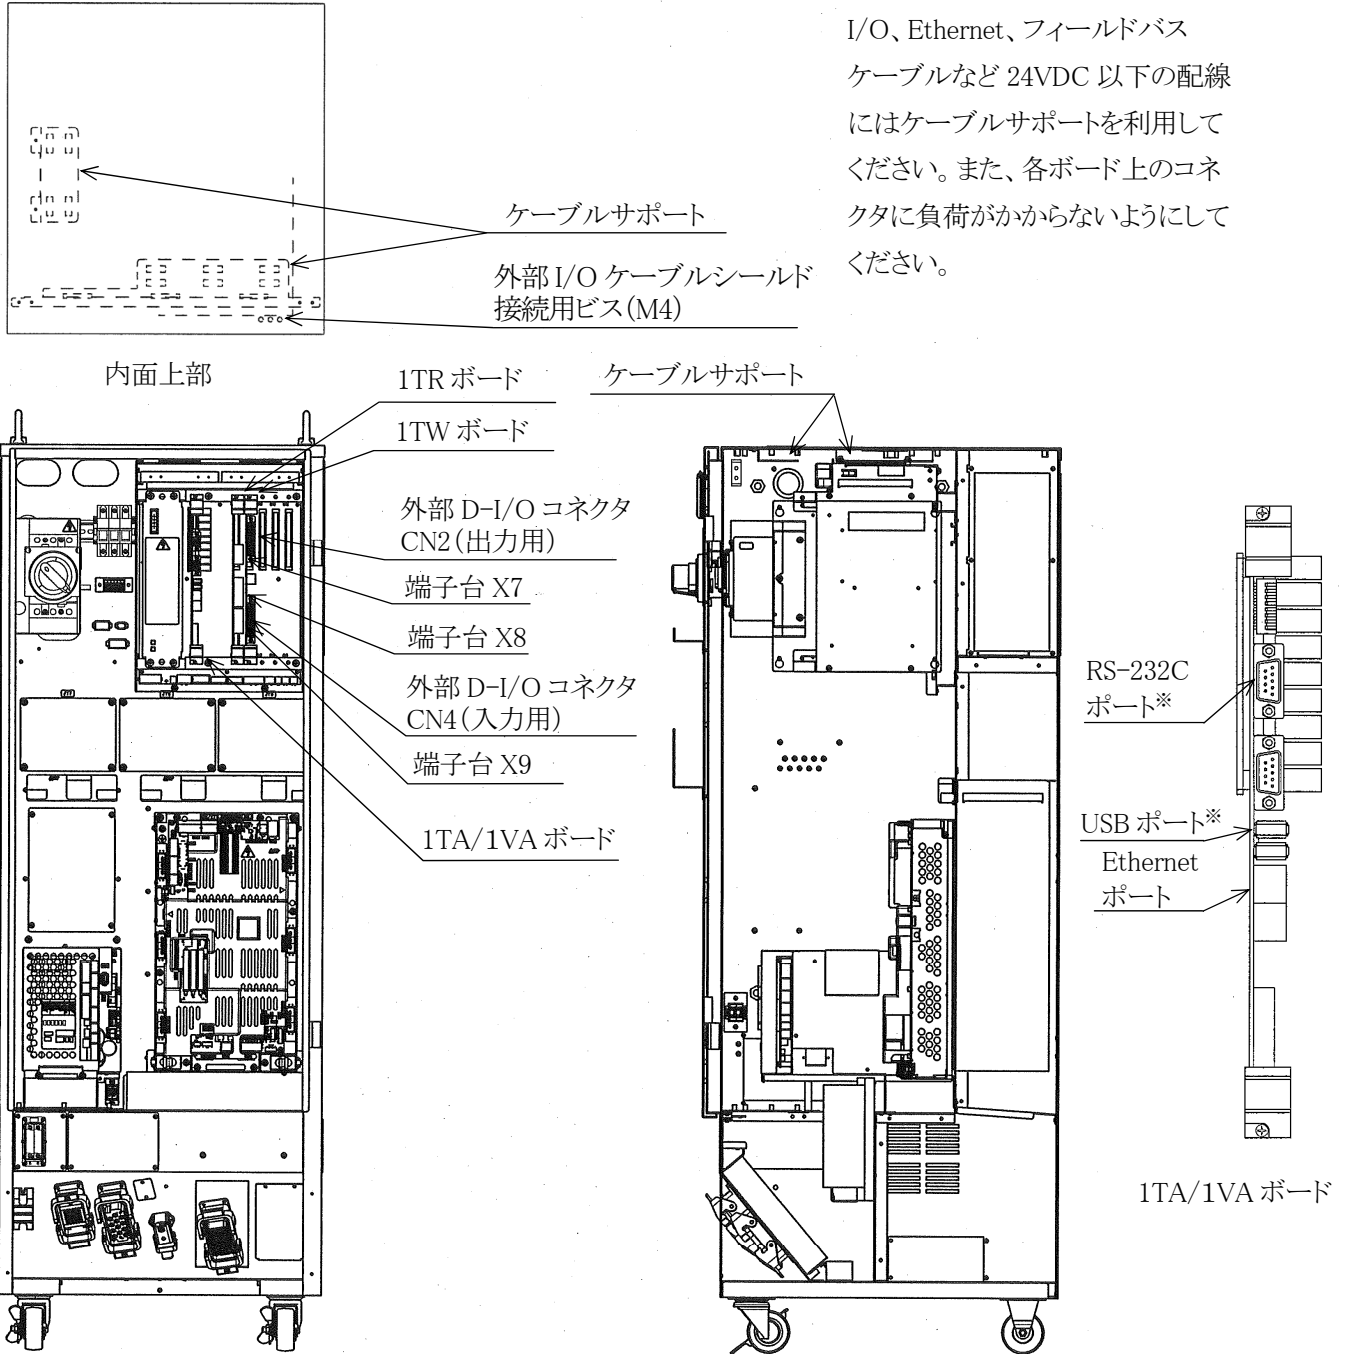 I/O、Ethernet、フィールドバス
ケーブルなど 24VDC 以下の配線
にはケーブルサポートを利用して
ください。また、各ボード上のコネ
クタに負荷がかからないようにして
ください。
ケーブルサポート
外部 I/O ケーブルシールド
接続用ビス(M4)
内面上部
1TR ボード
ケーブルサポート
1TW ボード
外部 D-I/O コネクタ
CN2(出力用)
端子台 X7
端子台 X8
外部 D-I/O コネクタ
CN4(入力用)
端子台 X9
1TA/1VA ボード
RS-232C
ポート※
USB ポート※
Ethernet
ポート
1TA/1VA ボード